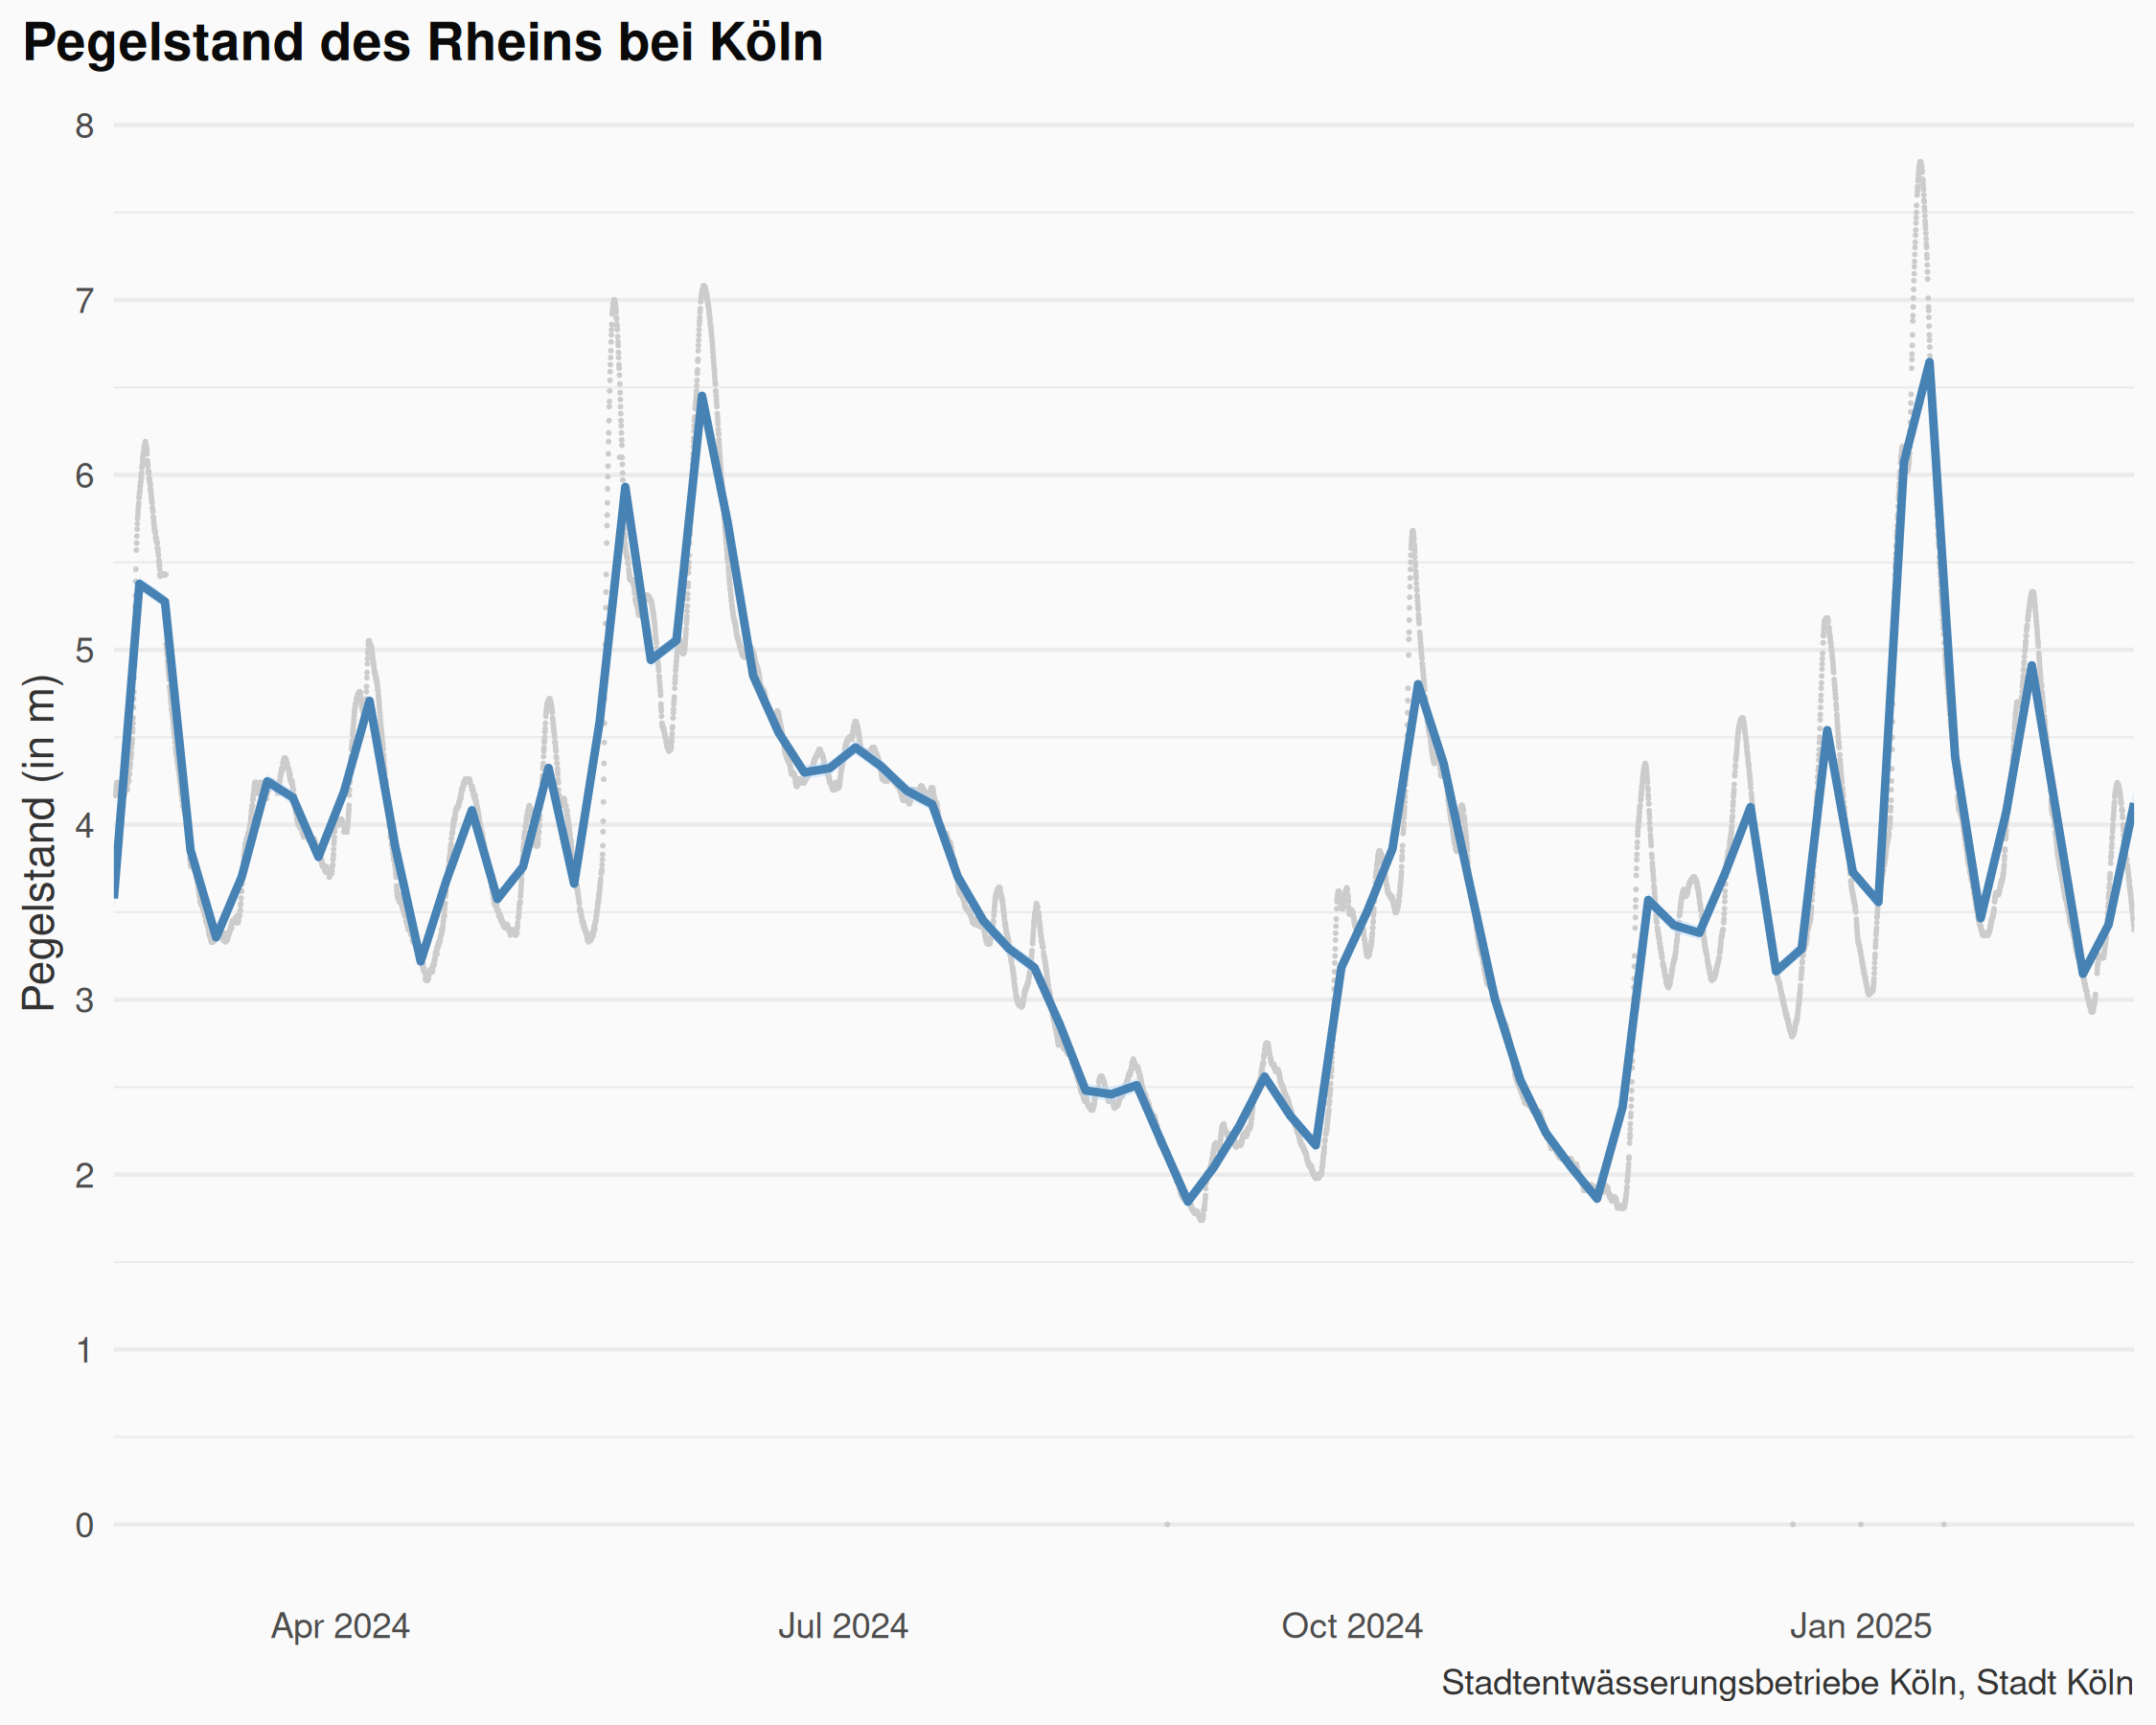 Pegelstand des Rheins bei Köln
Pegelstand (in m)
8
7
6
5
4
3
2
1
0
Apr 2024
Jul 2024
Oct 2024
Jan 2025
Stadtentwässerungsbetriebe Köln, Stadt Köln